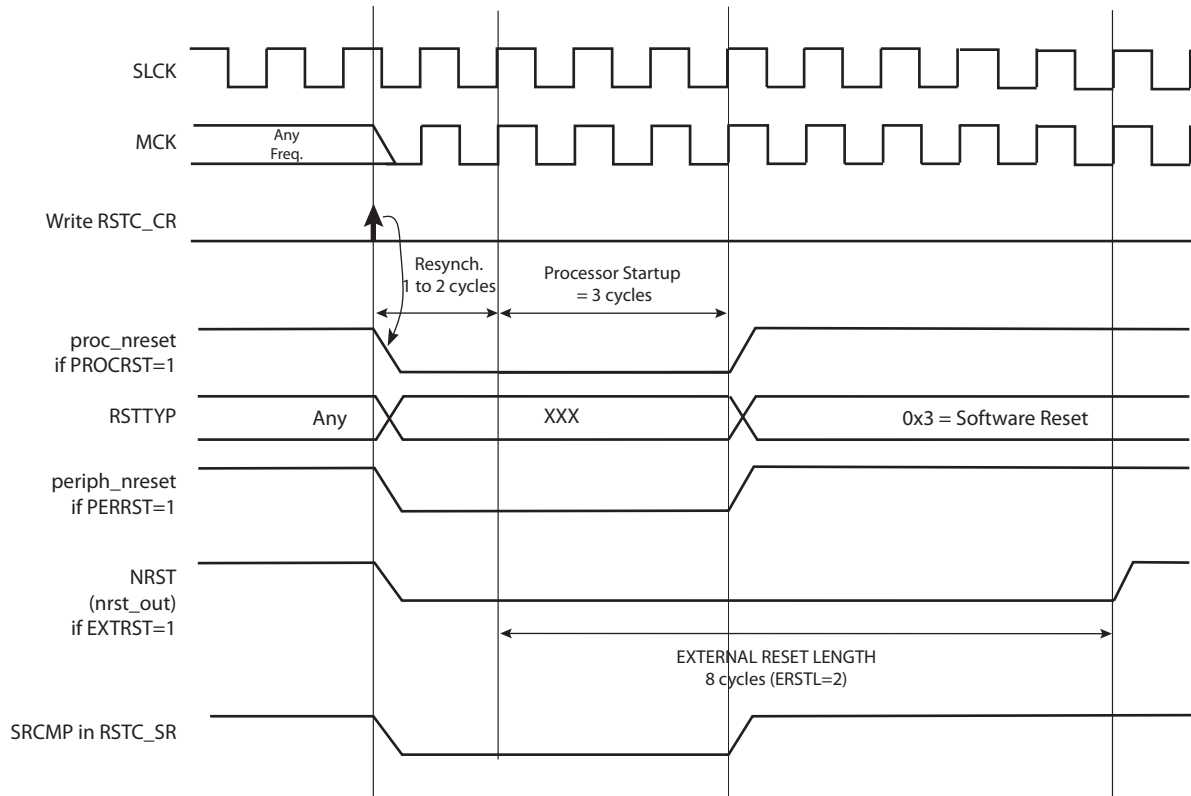 SLCK
MCK
Any
Freq.
Write RSTC_CR
Resynch.
1 to 2 cycles
Processor Startup
= 3 cycles
proc_nreset
if PROCRST=1
RSTTYP
Any
XXX
0x3 = Software Reset
periph_nreset
if PERRST=1
NRST
(nrst_out)
if EXTRST=1
EXTERNAL RESET LENGTH
8 cycles (ERSTL=2)
SRCMP in RSTC_SR